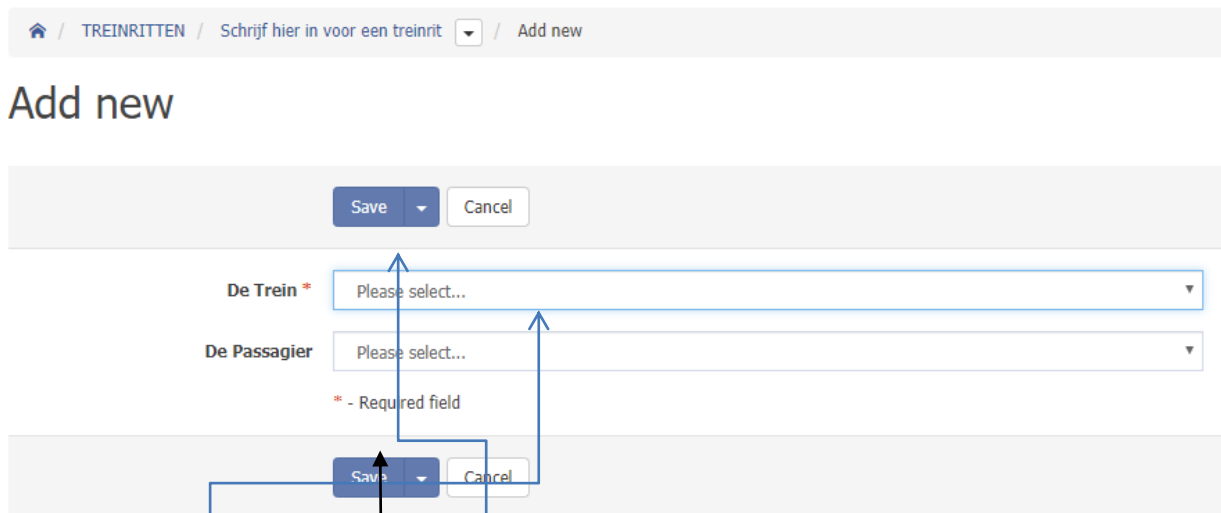 / TREINRITTEN / Schrijf hier in voor een treinrit / Add new
Add new
Save Cancel
De Trein * Please select...
De Passagier Please select...
* - Required field
Save Cancel